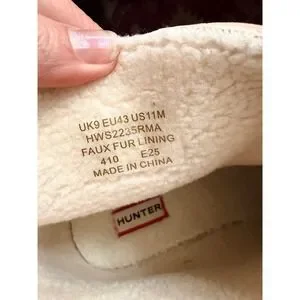 UK9 EU43 US11M
HWS2235RMA
FAUX FUR LINING
410 E25
MADE IN CHINA
HUNTER